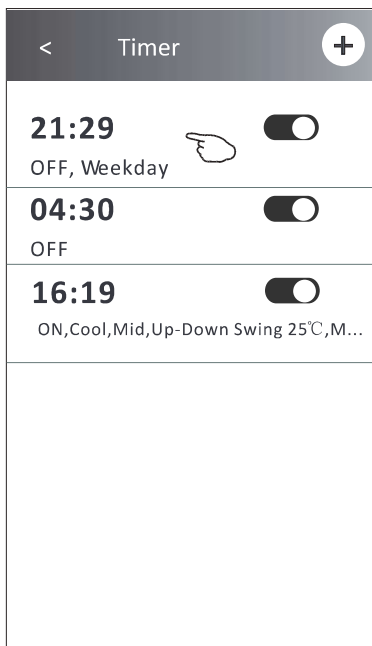 < Timer +
21:29
OFF, Weekday
04:30
OFF
16:19
ON,Cool,Mid,Up-Down Swing 25℃,M...